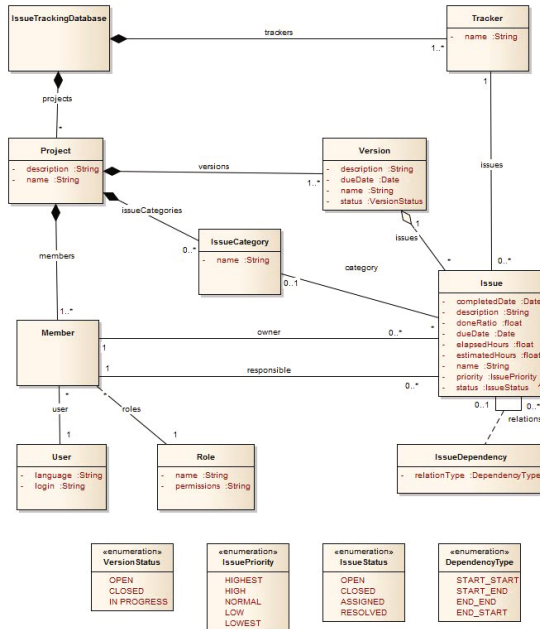 IssueTrackingDatabase
trackers
1..*
Tracker
- name :String
projects
*
1
issues
0..*
Project
- description :String
- name :String
versions
1..*
Version
- description :String
- dueDate :Date
- name :String
- status :VersionStatus
issueCategories
0..*
1
issues
*
IssueCategory
- name :String
0..1
category
*
members
1..*
Issue
- completedDate :Date
- description :String
- doneRatio :float
- dueDate :Date
- elapsedHours :float
- estimatedHours :float
- name :String
- priority :IssuePriority
- status :IssueStatus
Member
1
owner
0..*
1
responsible
0..*
0..1
0..*
relations
*
user
1
*
roles
1
User
- language :String
- login :String
Role
- name :String
- permissions :String
IssueDependency
- relationType :DependencyType
«enumeration»
VersionStatus
OPEN
CLOSED
IN PROGRESS
«enumeration»
IssuePriority
HIGHEST
HIGH
NORMAL
LOW
LOWEST
«enumeration»
IssueStatus
OPEN
CLOSED
ASSIGNED
RESOLVED
«enumeration»
DependencyType
START_START
START_END
END_END
END_START